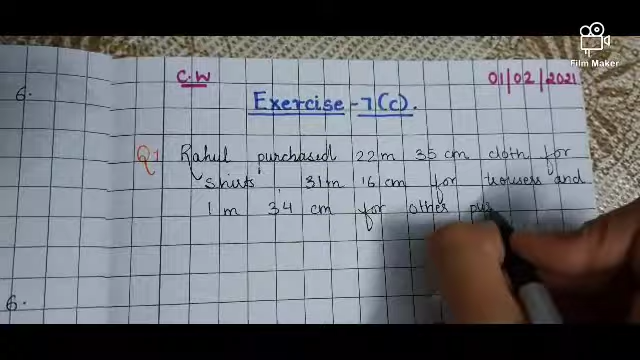 Film Maker
C.W
01/02/2021
6.
Exercise - 7(c).
Q1 Rahul purchased 22 m 35 cm cloth for
shirts, 31 m 16 cm for trousers and
1 m 34 cm for other pur
6.